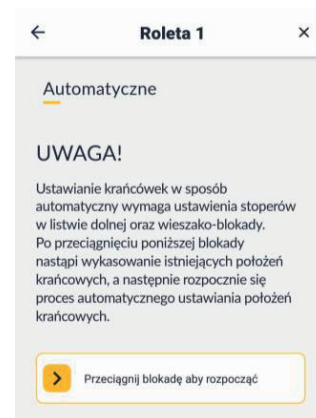 Roleta 1
Automatyczne
UWAGA!
Ustawianie krańcówek w sposób
automatyczny wymaga ustawienia stoperów
w listwie dolnej oraz wieszako-blokady.
Po przeciągnięciu poniższej blokady
nastąpi wykasowanie istniejących położeń
krańcowych, a następnie rozpocznie się
proces automatycznego ustawiania położeń
krańcowych.
Przeciągnij blokadę aby rozpocząć